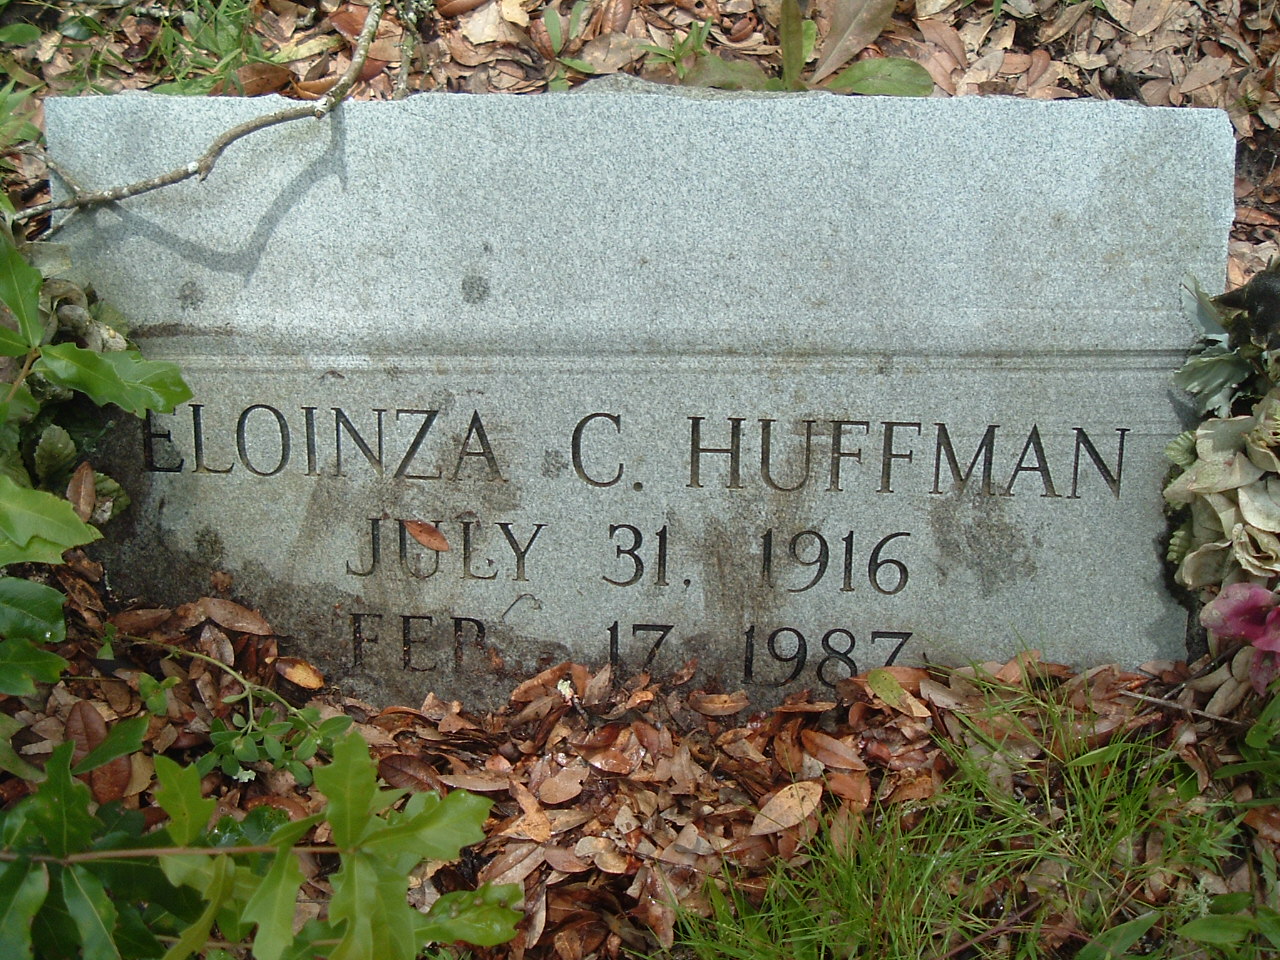 ELOINZA C. HUFFMAN
JULY 31, 1916
FEB 17 1987